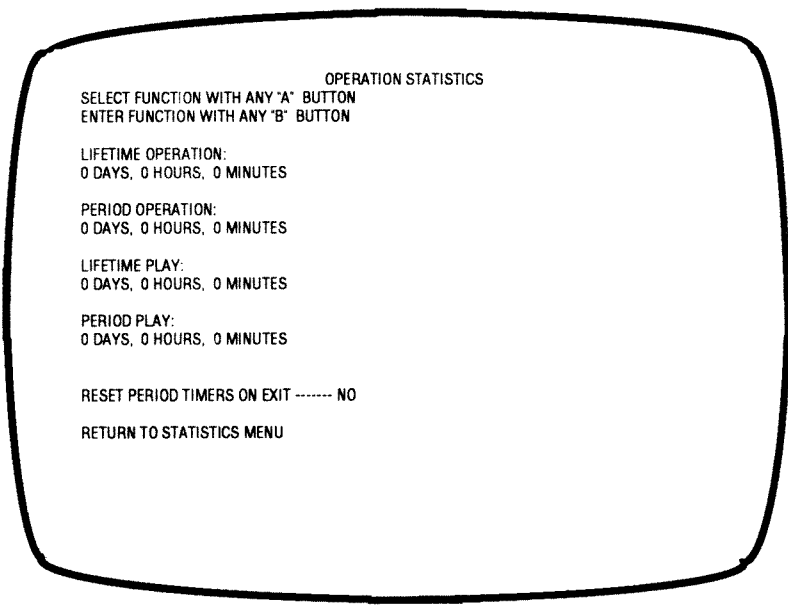 OPERATION STATISTICS
SELECT FUNCTION WITH ANY "A" BUTTON
ENTER FUNCTION WITH ANY "B" BUTTON
LIFETIME OPERATION:
0 DAYS, 0 HOURS, 0 MINUTES
PERIOD OPERATION:
0 DAYS, 0 HOURS, 0 MINUTES
LIFETIME PLAY:
0 DAYS, 0 HOURS, 0 MINUTES
PERIOD PLAY:
0 DAYS, 0 HOURS, 0 MINUTES
RESET PERIOD TIMERS ON EXIT ------- NO
RETURN TO STATISTICS MENU